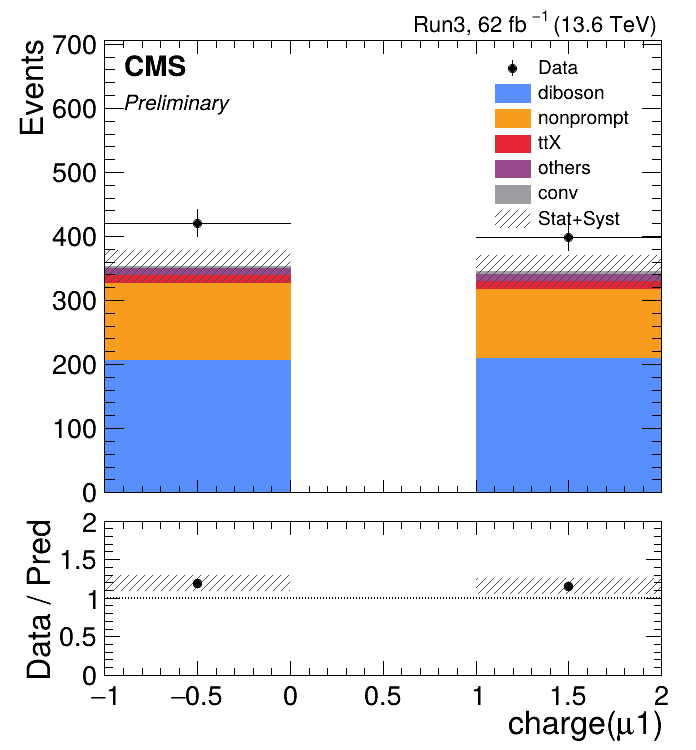 Run3, 62 fb⁻¹ (13.6 TeV)
CMS
Preliminary
Data
diboson
nonprompt
ttX
others
conv
Stat+Syst
Events
700
600
500
400
300
200
100
0
Data / Pred
2
1.5
1
0.5
0
−1 −0.5 0 0.5 1 1.5 2
charge(μ1)